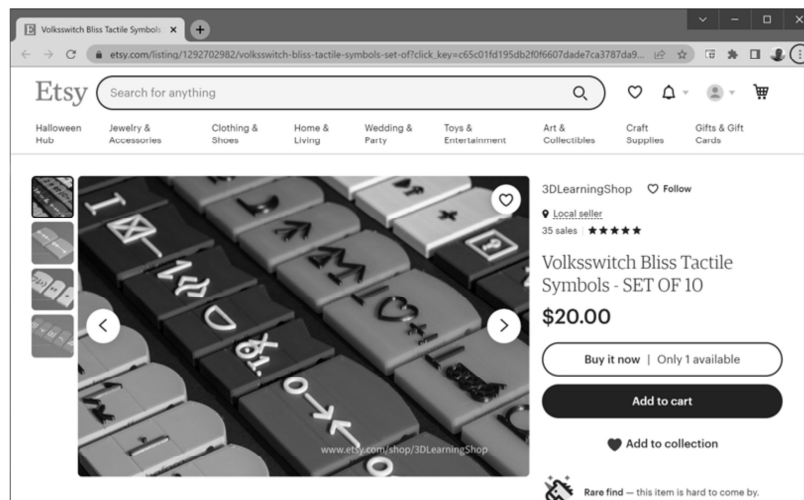 Volksswitch Bliss Tactile Symbols
etsy.com/listing/1292702982/volksswitch-bliss-tactile-symbols-set-of?click_key=c65c01fd195db2f0f6607dade7ca3787da9...
Etsy
Search for anything
Halloween Hub
Jewelry & Accessories
Clothing & Shoes
Home & Living
Wedding & Party
Toys & Entertainment
Art & Collectibles
Craft Supplies
Gifts & Gift Cards
3DLearningShop
Follow
Local seller
35 sales
Volksswitch Bliss Tactile
Symbols - SET OF 10
$20.00
Buy it now | Only 1 available
Add to cart
Add to collection
Rare find — this item is hard to come by.
www.etsy.com/shop/3DLearningShop